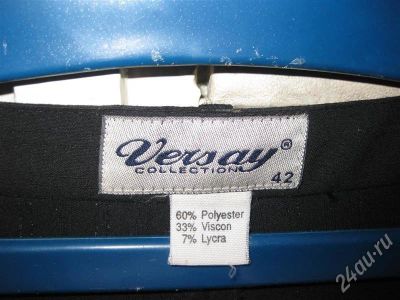 Versay®
COLLECTION
42
60% Polyester
33% Viscon
7% Lycra
24au.ru